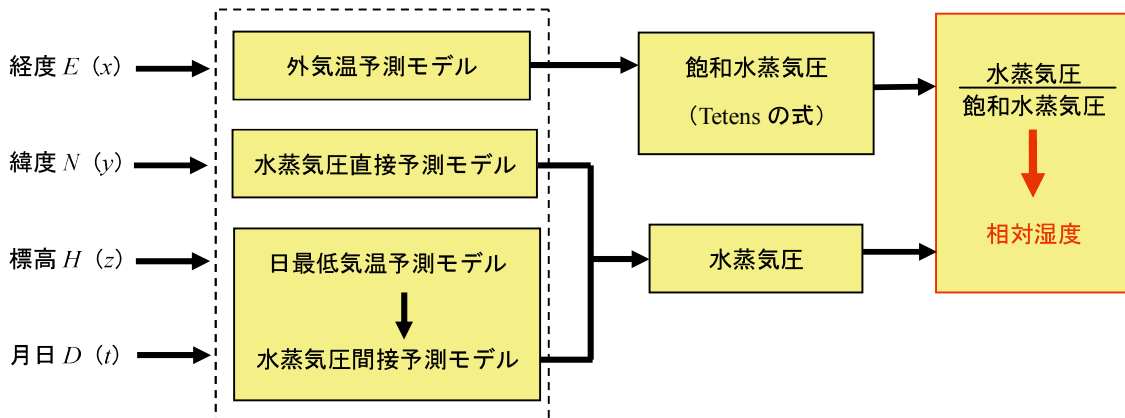 経度 E（x）
緯度 N（y）
標高 H（z）
月日 D（t）
外気温予測モデル
水蒸気圧直接予測モデル
日最低気温予測モデル
水蒸気圧間接予測モデル
飽和水蒸気圧
（Tetens の式）
水蒸気圧
水蒸気圧
飽和水蒸気圧
相対湿度